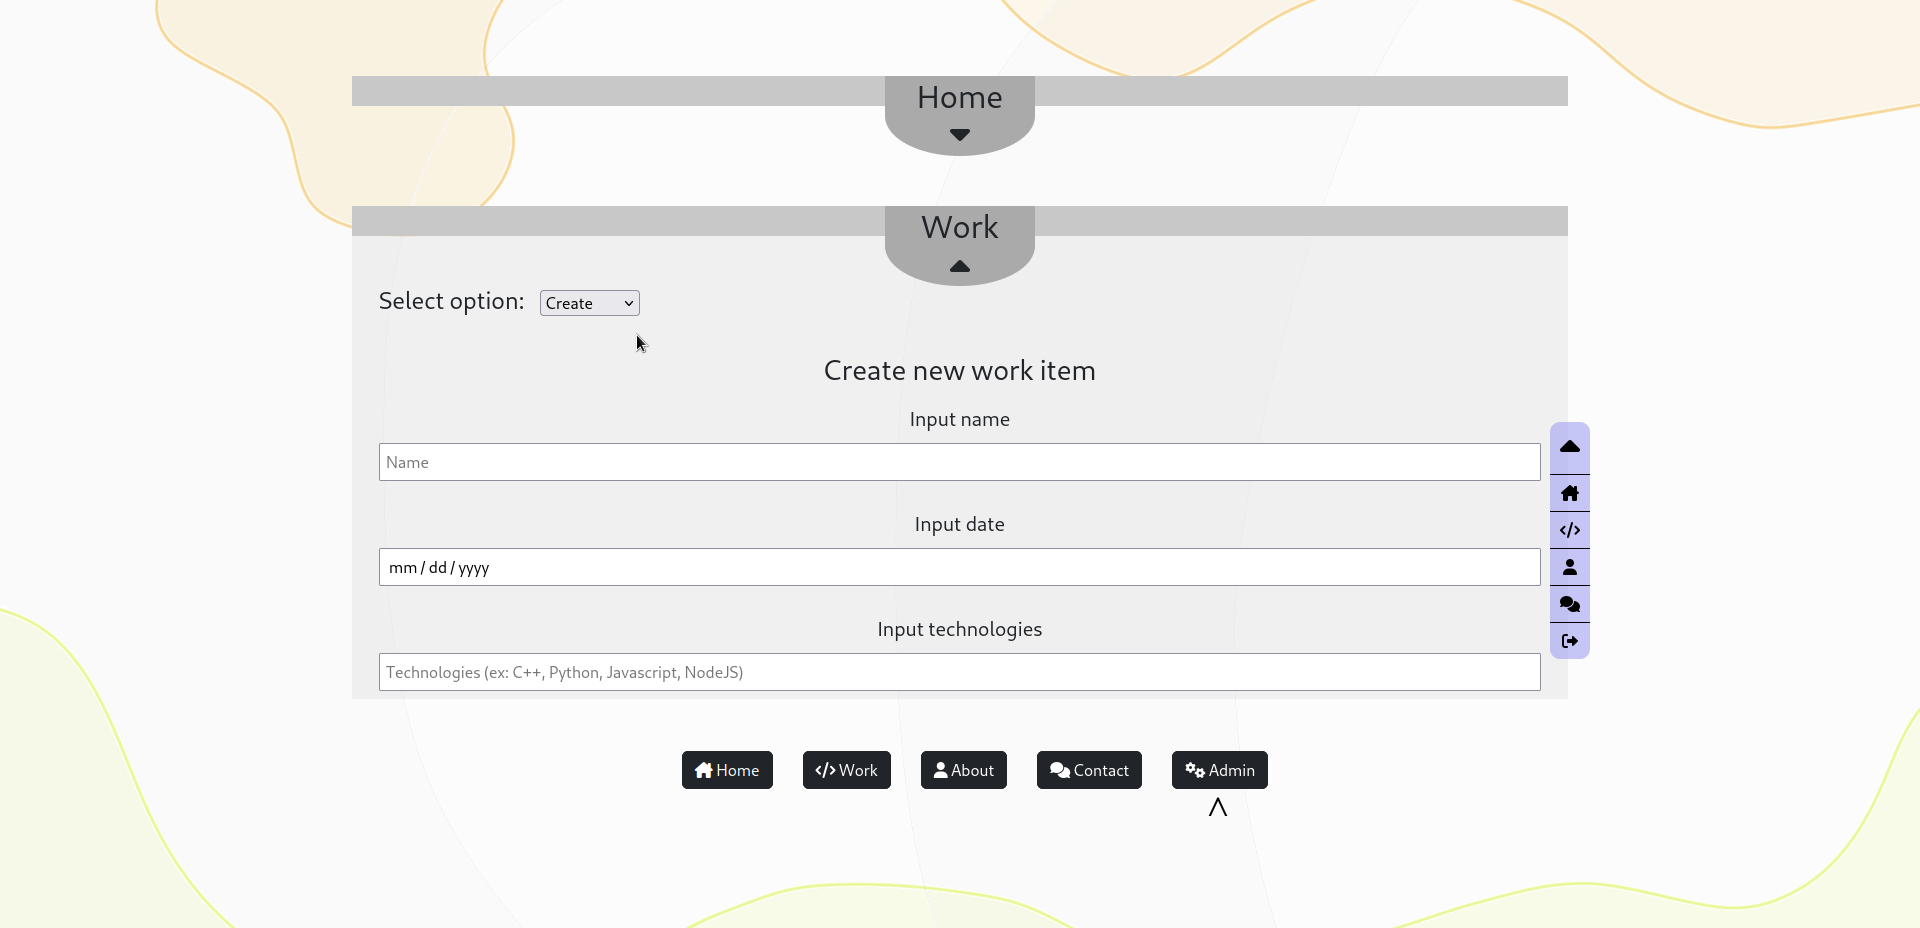 Home
Work
Select option: Create
Create new work item
Input name
Name
Input date
mm / dd / yyyy
Input technologies
Technologies (ex: C++, Python, Javascript, NodeJS)
Home </> Work About Contact Admin